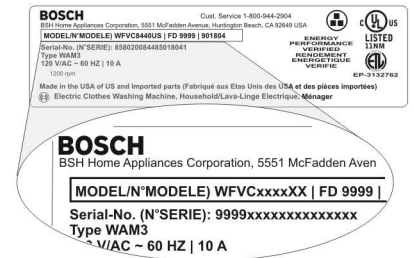 BOSCH
Cust. Service 1-800-944-2904
BSH Home Appliances Corporation, 5551 McFadden Avenue, Huntington Beach, CA 92649 USA
MODEL/N°MODELE) WFVC8440US | FD 9999 | 901804
Serial-No. (N°SERIE): 858020084485018041
Type WAM3
120 V/AC ~ 60 HZ | 10 A
1200 rpm
Made in the USA of US and Imported parts (Fabriqué aux Etas Unis des USA et des pièces importées)
Electric Clothes Washing Machine, Household/Lava-Linge Electrique, Ménager
ENERGY
PERFORMANCE
VERIFIED
RENDEMENT
ENERGETIQUE
VERIFIE
C UL US
LISTED
11NM
EP-3132762
BOSCH
BSH Home Appliances Corporation, 5551 McFadden Aven
MODEL/N°MODELE) WFVCxxxxXX | FD 9999 |
Serial-No. (N°SERIE): 9999xxxxxxxxxxxxxx
Type WAM3
V/AC ~ 60 HZ | 10 A